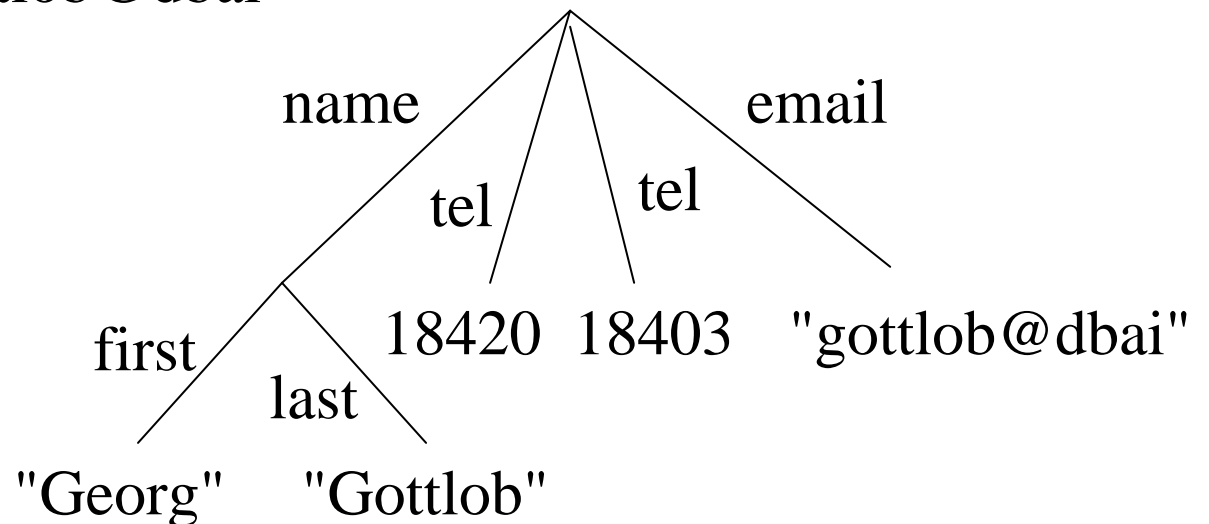 name
email
tel
tel
first
18420 18403 "gottlob@dbai"
last
"Georg" "Gottlob"